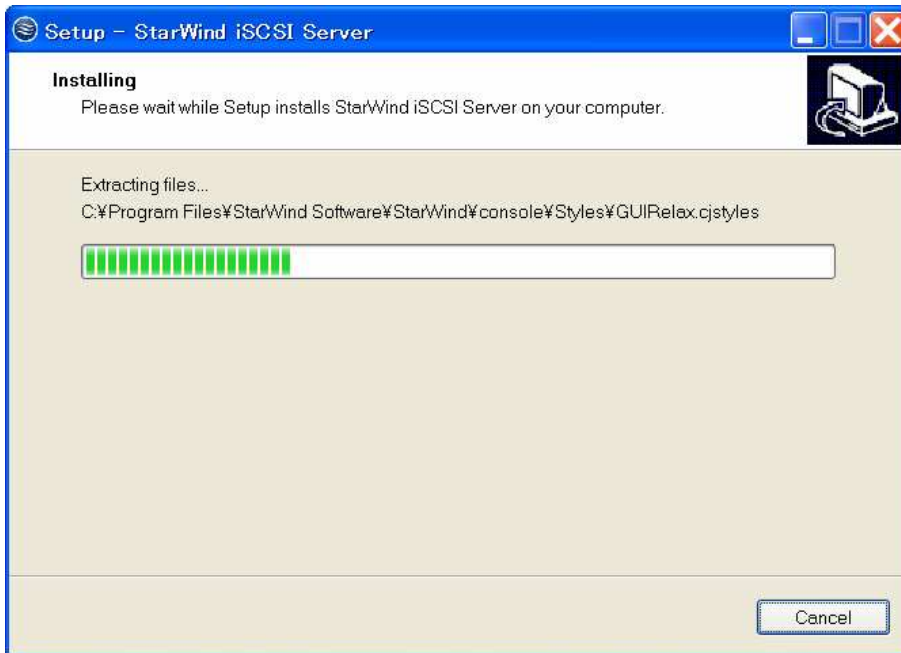 Setup - StarWind iSCSI Server
Installing
Please wait while Setup installs StarWind iSCSI Server on your computer.
Extracting files...
C:¥Program Files¥StarWind Software¥StarWind¥console¥Styles¥GUIRelax.cjstyles
Cancel